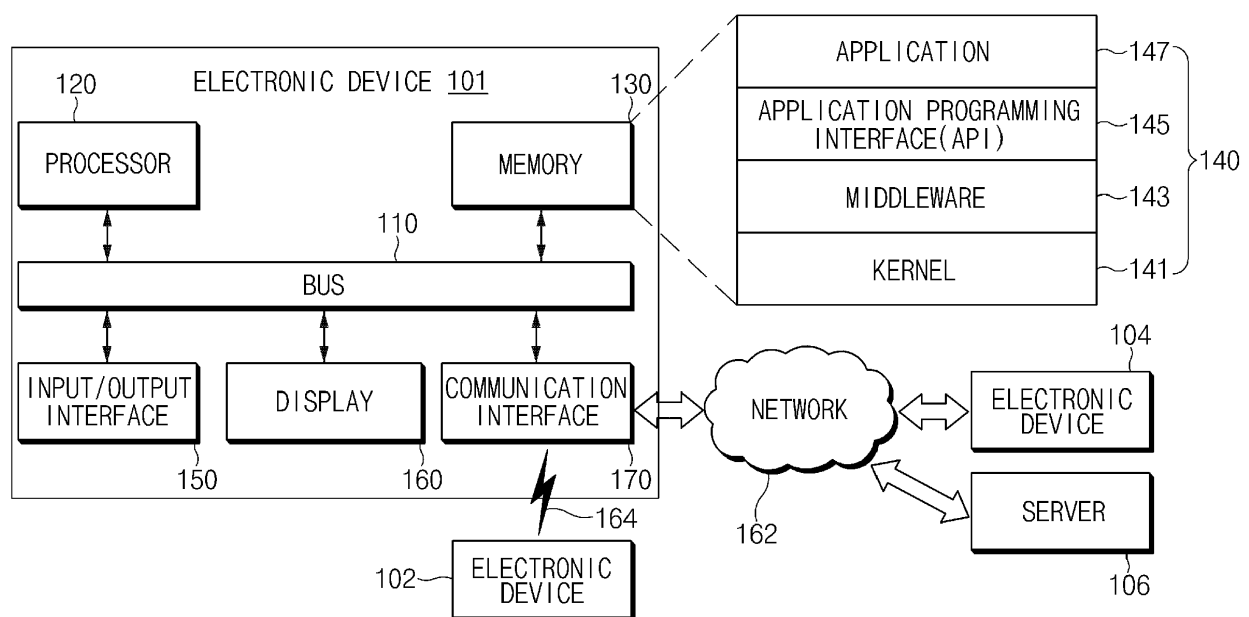 ELECTRONIC DEVICE 101
120
130
PROCESSOR
MEMORY
110
BUS
INPUT/OUTPUT
INTERFACE
DISPLAY
COMMUNICATION
INTERFACE
150
160
170
164
102
ELECTRONIC
DEVICE
APPLICATION
147
APPLICATION PROGRAMMING
INTERFACE(API)
145
MIDDLEWARE
143
KERNEL
141
140
NETWORK
162
104
ELECTRONIC
DEVICE
SERVER
106